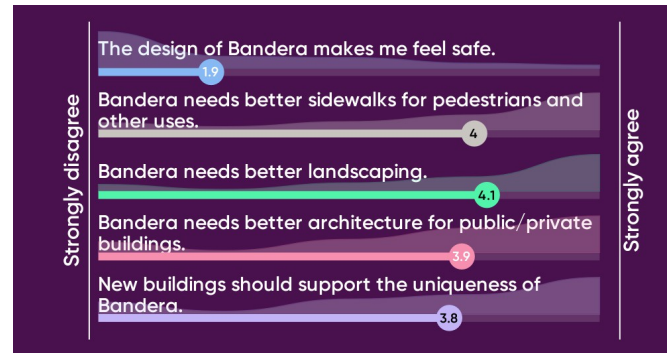 Strongly disagree
The design of Bandera makes me feel safe.
1.9
Bandera needs better sidewalks for pedestrians and
other uses.
4
Bandera needs better landscaping.
4.1
Bandera needs better architecture for public/private
buildings.
3.9
New buildings should support the uniqueness of
Bandera.
3.8
Strongly agree